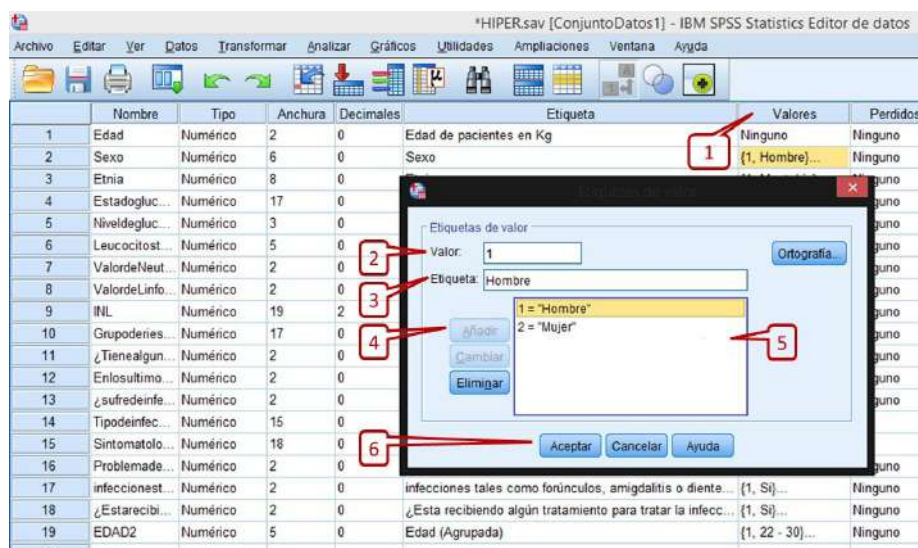 *HIPER.sav [ConjuntoDatos1] - IBM SPSS Statistics Editor de datos
Archivo Editar Ver Datos Transformar Analizar Gráficos Utilidades Ampliaciones Ventana Ayuda
Nombre Tipo Anchura Decimales Etiqueta Valores Perdidos
1 Edad Numérico 2 0 Edad de pacientes en Kg Ninguno Ninguno
2 Sexo Numérico 6 0 Sexo {1, Hombre}... Ninguno
3 Etnia Numérico 8 0
4 Estadogluc... Numérico 17 0
5 Niveldegluc... Numérico 3 0
6 Leucocitost... Numérico 5 0
7 ValordeNeut... Numérico 2 0
8 ValordeLinfo... Numérico 2 0
9 INL Numérico 19 2
10 Grupoderies... Numérico 17 0
11 ¿Tienealgun... Numérico 2 0
12 Enlosultimo... Numérico 2 0
13 ¿sufredeinfe... Numérico 2 0
14 Tipodeinfec... Numérico 15 0
15 Sintomatolo... Numérico 18 0
16 Problemade... Numérico 2 0
17 infeccionest... Numérico 2 0 infecciones tales como forúnculos, amigdalitis o diente... {1, Si}... Ninguno
18 ¿Estarecibi... Numérico 2 0 ¿Esta recibiendo algún tratamiento para tratar la infecc... {1, Si}... Ninguno
19 EDAD2 Numérico 5 0 Edad (Agrupada) {1, 22 - 30}... Ninguno
1
Etiquetas de valor
Etiquetas de valor
2 Valor: 1 Ortografía...
3 Etiqueta: Hombre
4 Añadir
Cambiar
Eliminar
1 = "Hombre"
2 = "Mujer"
5
6 Aceptar Cancelar Ayuda